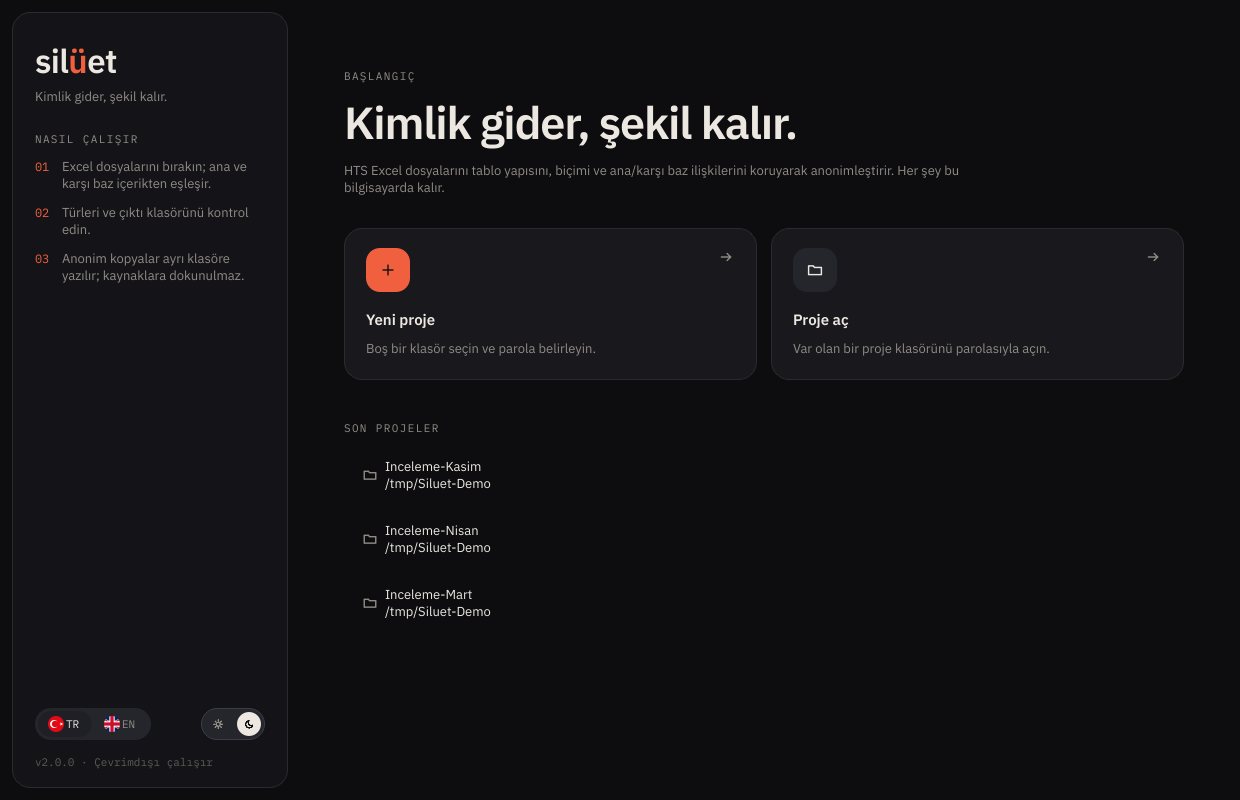 silüet
Kimlik gider, şekil kalır.
NASIL ÇALIŞIR
01 Excel dosyalarını bırakın; ana ve
karşı baz içerikten eşleşir.
02 Türleri ve çıktı klasörünü kontrol
edin.
03 Anonim kopyalar ayrı klasöre
yazılır; kaynaklara dokunulmaz.
TR EN
v2.0.0 · Çevrimdışı çalışır
BAŞLANGIÇ
Kimlik gider, şekil kalır.
HTS Excel dosyalarını tablo yapısını, biçimi ve ana/karşı baz ilişkilerini koruyarak anonimleştirir. Her şey bu
bilgisayarda kalır.
Yeni proje
Boş bir klasör seçin ve parola belirleyin.
Proje aç
Var olan bir proje klasörünü parolasıyla açın.
SON PROJELER
Inceleme-Kasim
/tmp/Siluet-Demo
Inceleme-Nisan
/tmp/Siluet-Demo
Inceleme-Mart
/tmp/Siluet-Demo